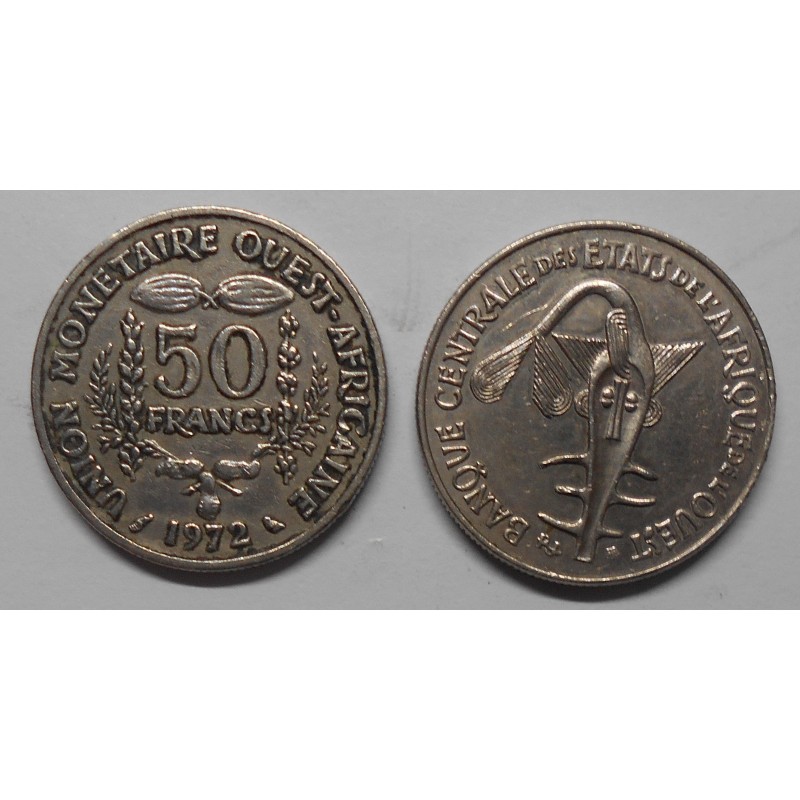 UNION MONETAIRE OUEST-AFRICAINE
50
FRANCS
1972
BANQUE CENTRALE DES ETATS DE L'AFRIQUE DE L'OUEST